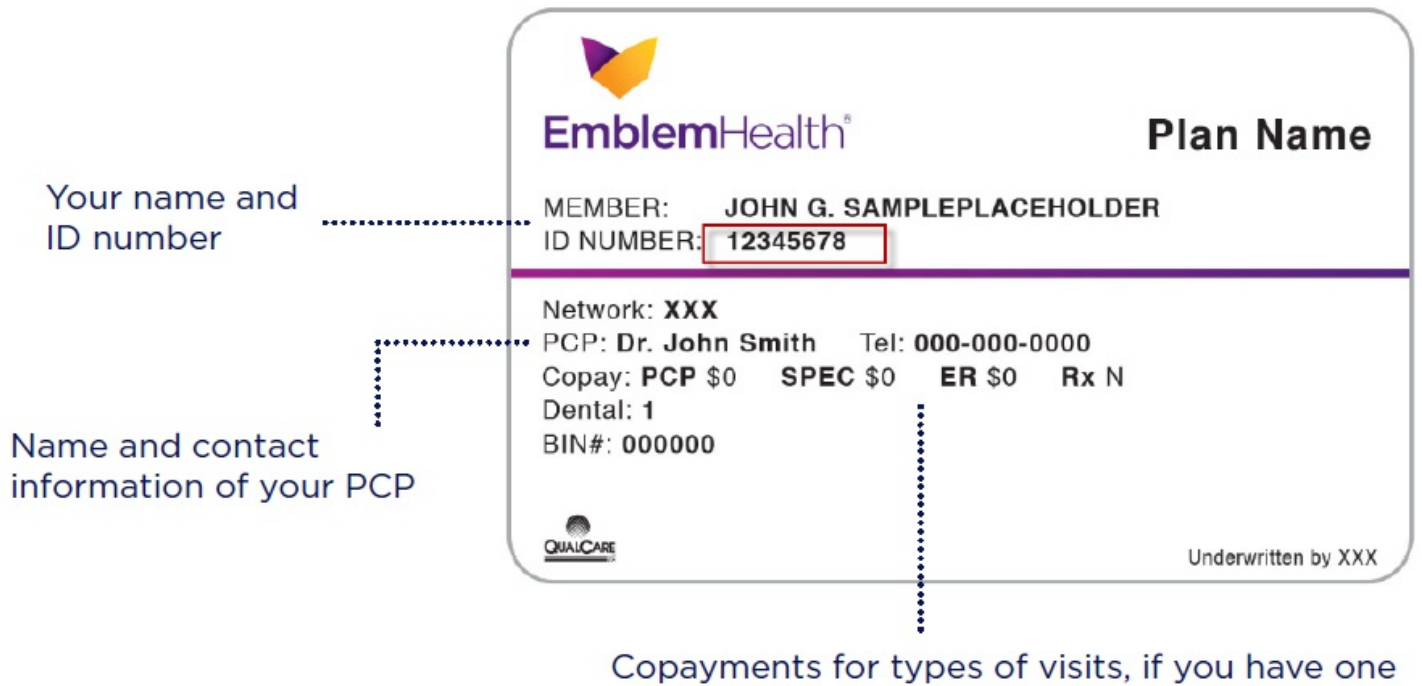 EmblemHealth®
Plan Name
Your name and
ID number
MEMBER: JOHN G. SAMPLEPLACEHOLDER
ID NUMBER: 12345678
Network: XXX
PCP: Dr. John Smith Tel: 000-000-0000
Copay: PCP $0 SPEC $0 ER $0 Rx N
Dental: 1
BIN#: 000000
Name and contact
information of your PCP
QUALCARE
Underwritten by XXX
Copayments for types of visits, if you have one